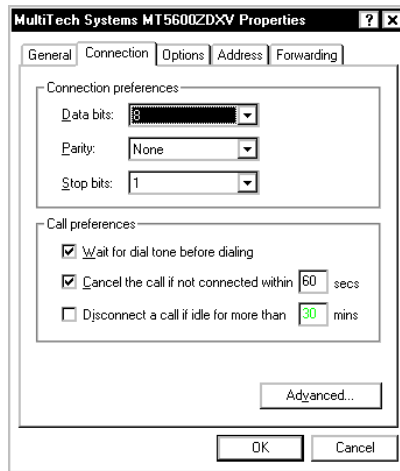 MultiTech Systems MT5600ZDXV Properties ? X
General Connection Options Address Forwarding
Connection preferences
Data bits: 8
Parity: None
Stop bits: 1
Call preferences
Wait for dial tone before dialing
Cancel the call if not connected within 60 secs
Disconnect a call if idle for more than 30 mins
Advanced...
OK Cancel